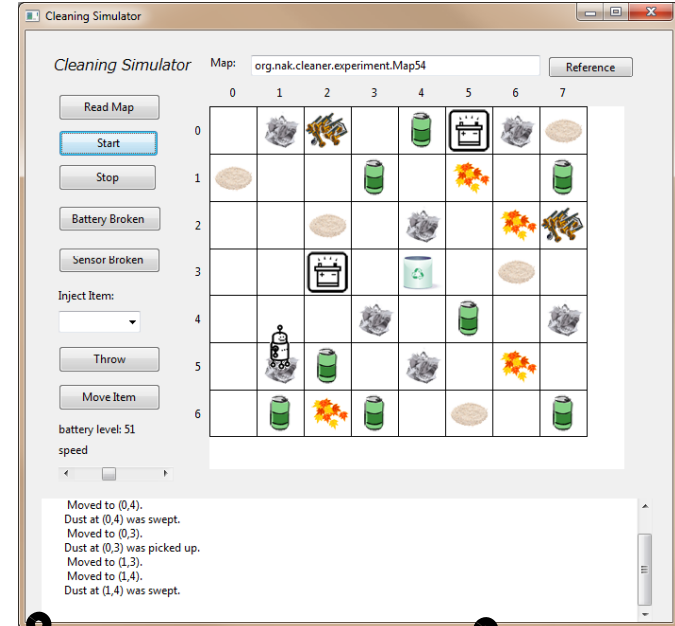 Cleaning Simulator
Cleaning Simulator
Map:
org.nak.cleaner.experiment.Map54
Reference
0 1 2 3 4 5 6 7
Read Map
0
Start
Stop
1
Battery Broken
2
Sensor Broken
3
Inject Item:
4
Throw
5
Move Item
6
battery level: 51
speed
Moved to (0,4).
Dust at (0,4) was swept.
Moved to (0,3).
Dust at (0,3) was picked up.
Moved to (1,3).
Moved to (1,4).
Dust at (1,4) was swept.